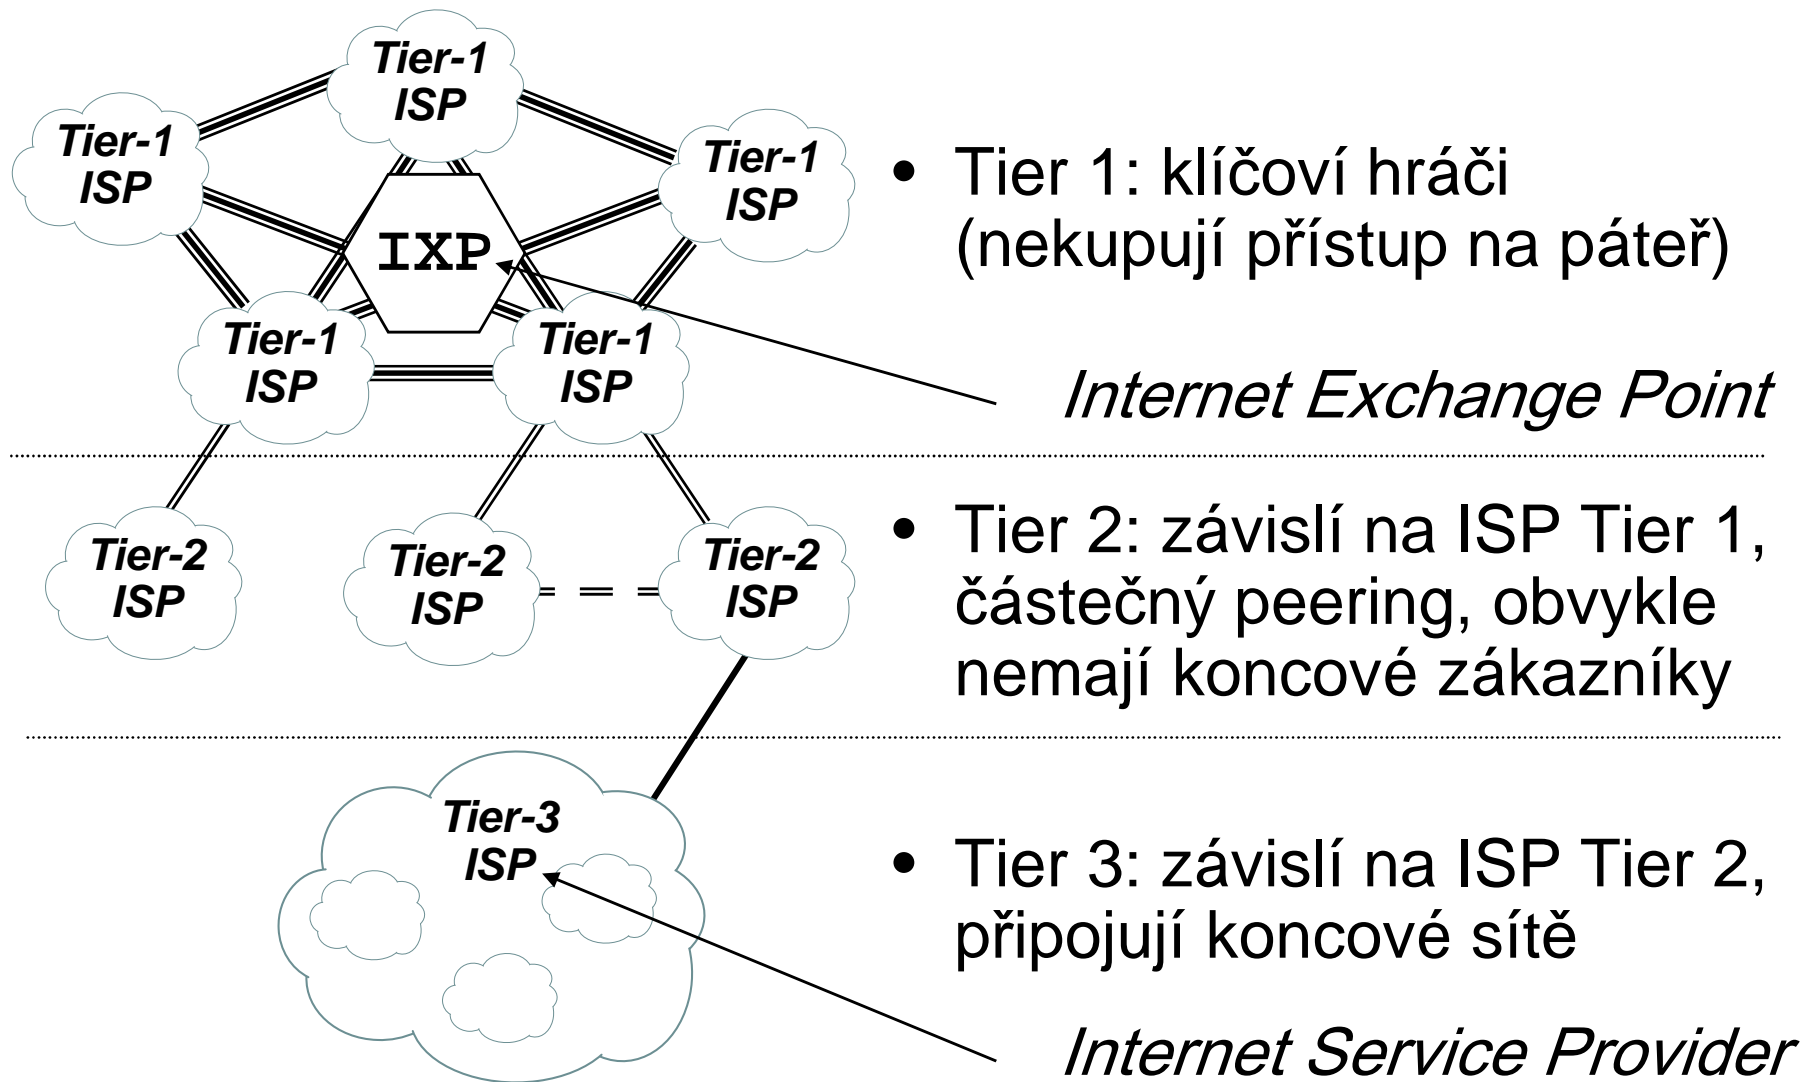 Tier-1
ISP
Tier-1
ISP
Tier-1
ISP
IXP
Tier-1
ISP
Tier-1
ISP
• Tier 1: klíčoví hráči
(nekupují přístup na páteř)
Internet Exchange Point
Tier-2
ISP
Tier-2
ISP
Tier-2
ISP
• Tier 2: závislí na ISP Tier 1,
částečný peering, obvykle
nemají koncové zákazníky
Tier-3
ISP
• Tier 3: závislí na ISP Tier 2,
připojují koncové sítě
Internet Service Provider